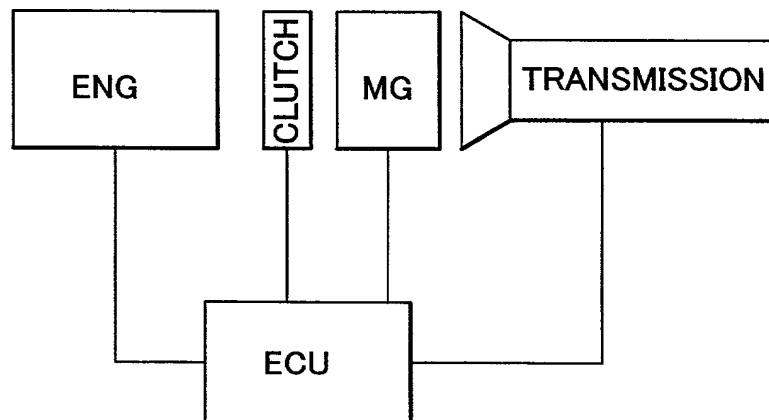 ENG
CLUTCH
MG
TRANSMISSION
ECU